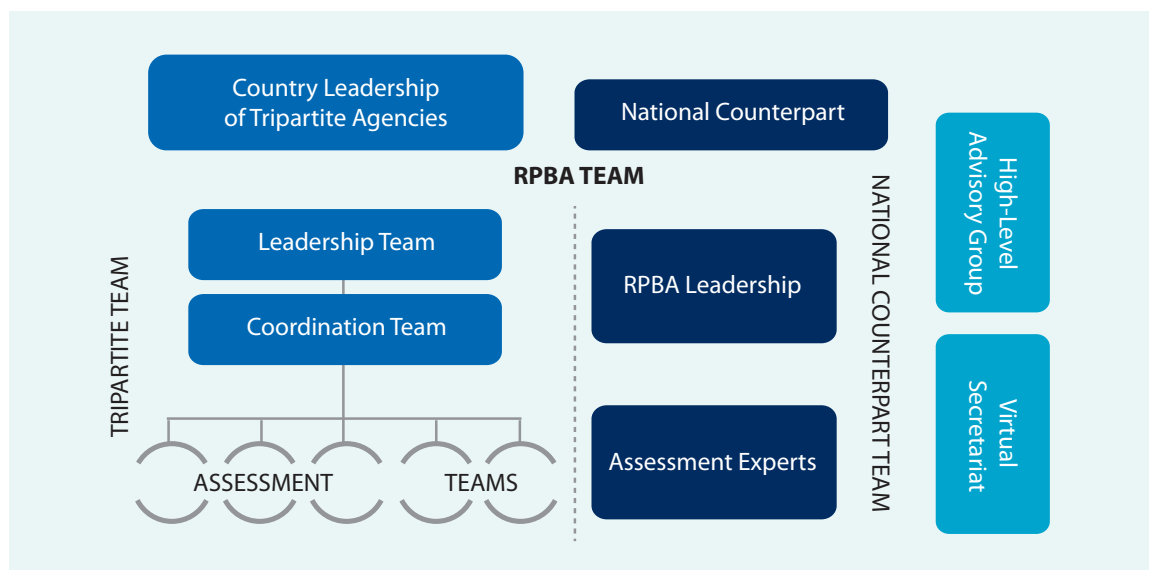 Country Leadership
of Tripartite Agencies
National Counterpart
RPBA TEAM
TRIPARTITE TEAM
Leadership Team
Coordination Team
ASSESSMENT TEAMS
RPBA Leadership
Assessment Experts
NATIONAL COUNTERPART TEAM
High-Level
Advisory Group
Virtual
Secretariat